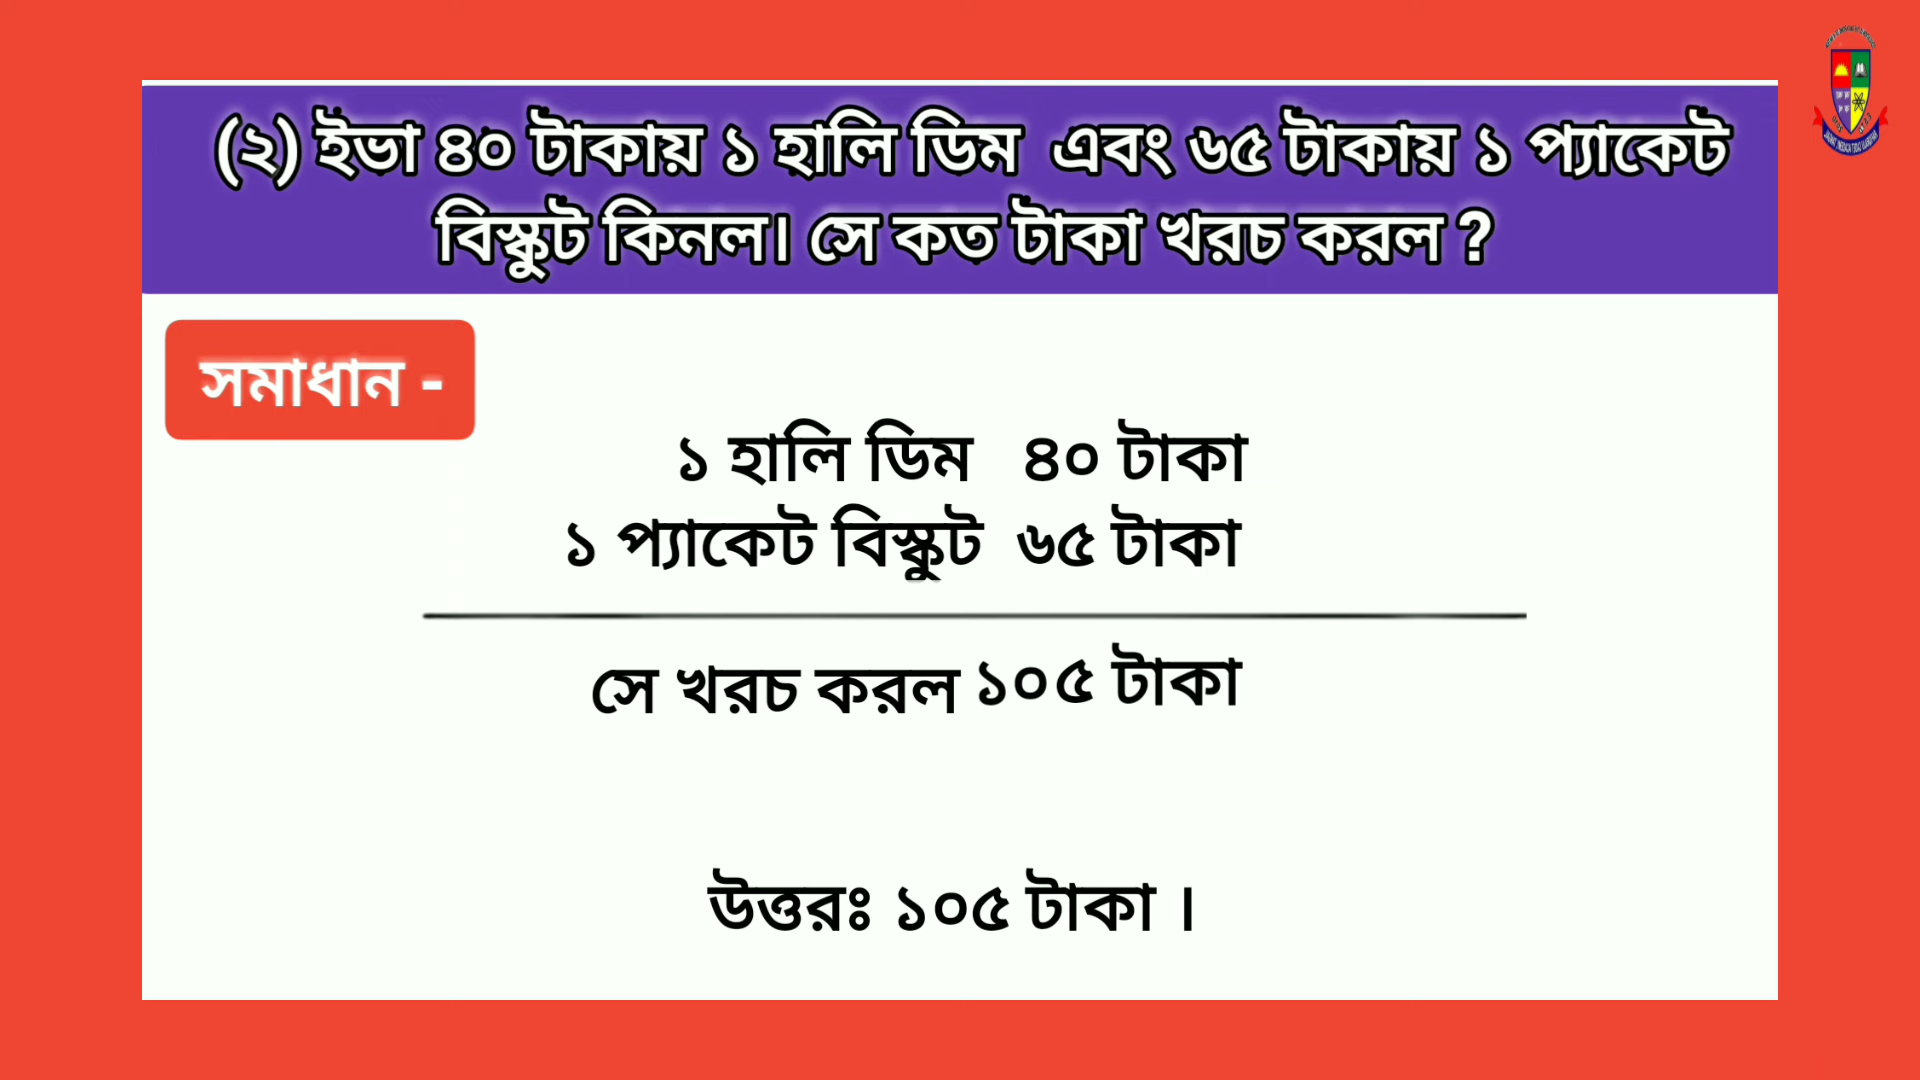 (২) ইভা ৪০ টাকায় ১ হালি ডিম এবং ৬৫ টাকায় ১ প্যাকেট
বিস্কুট কিনল। সে কত টাকা খরচ করল ?
সমাধান -
১ হালি ডিম ৪০ টাকা
১ প্যাকেট বিস্কুট ৬৫ টাকা
সে খরচ করল ১০৫ টাকা
উত্তরঃ ১০৫ টাকা ।